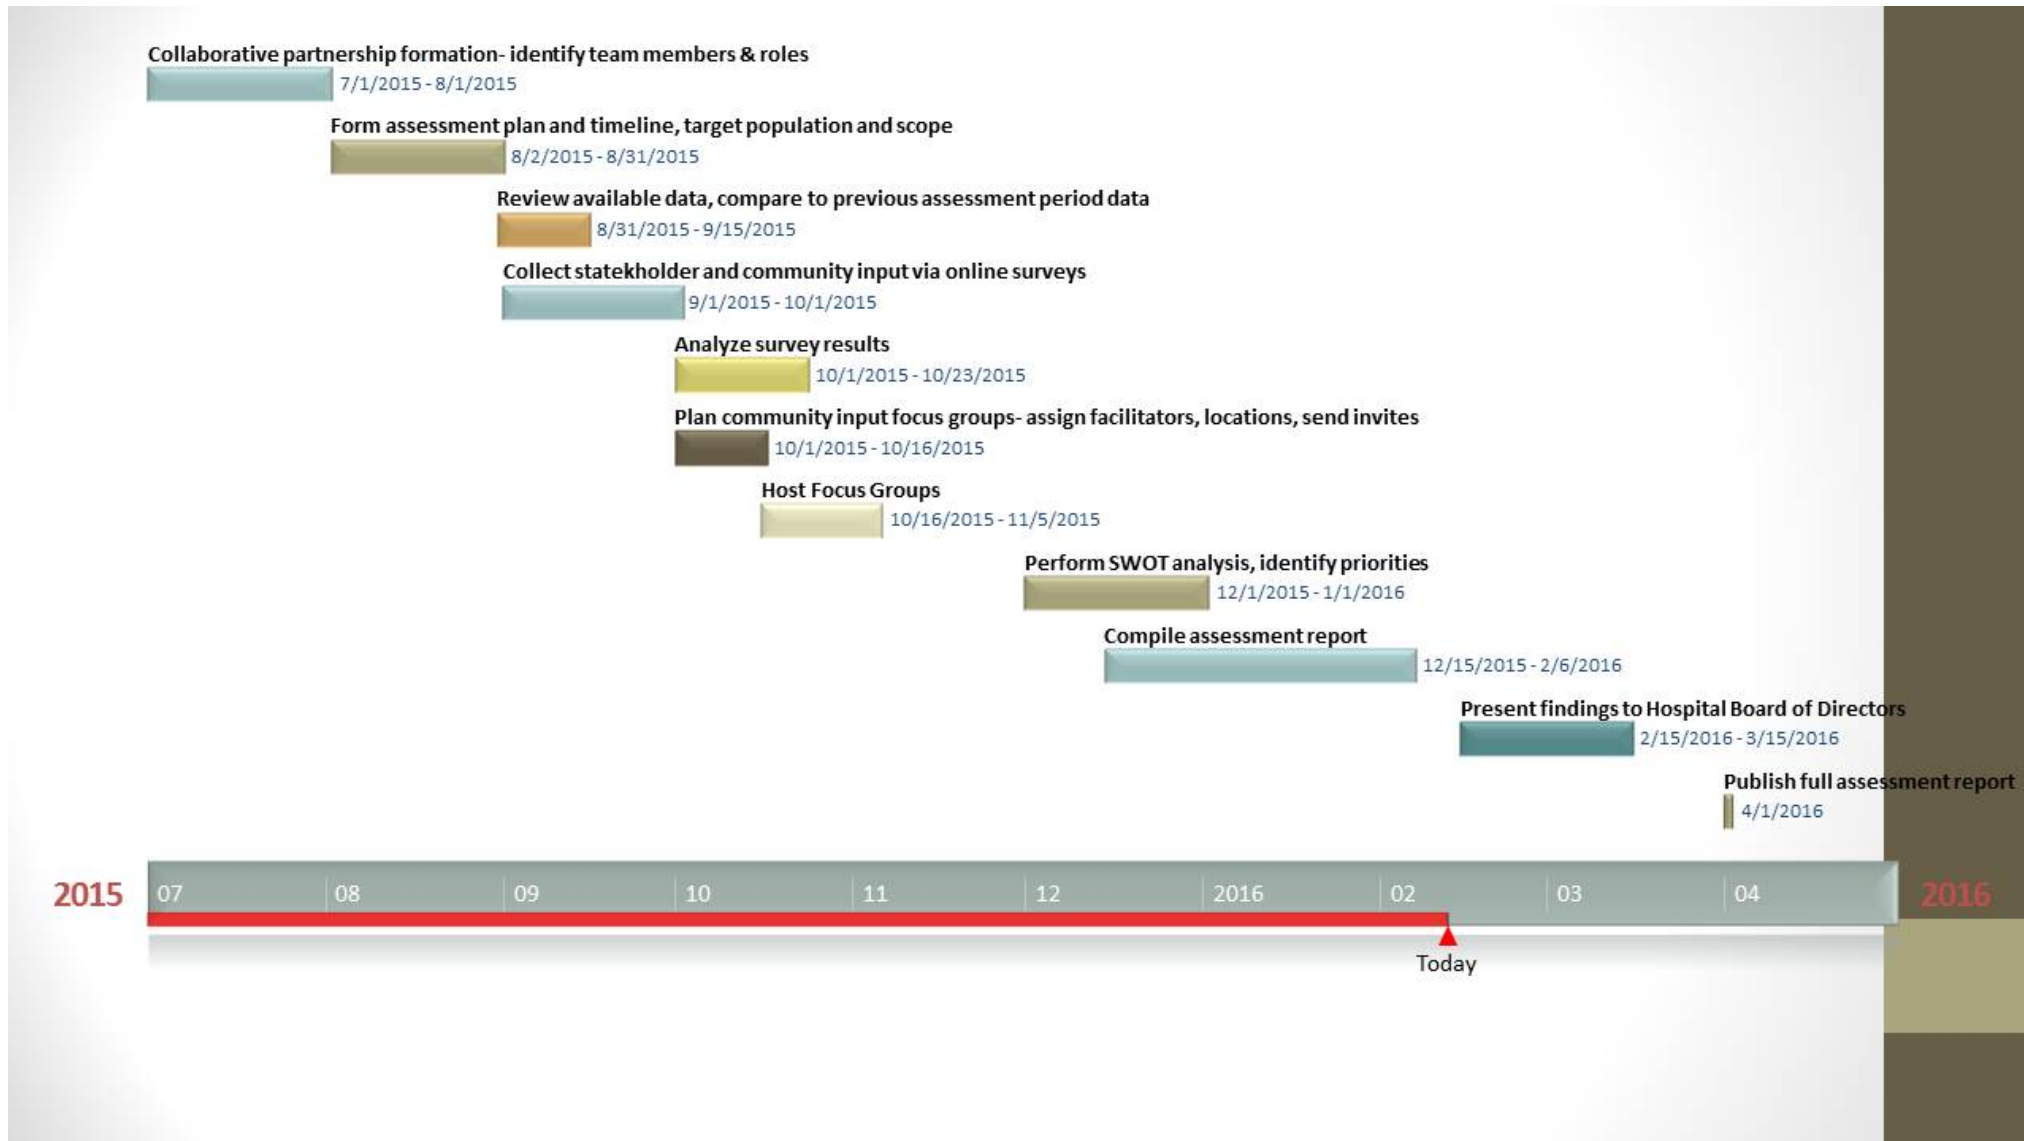 Collaborative partnership formation- identify team members & roles
7/1/2015 - 8/1/2015
Form assessment plan and timeline, target population and scope
8/2/2015 - 8/31/2015
Review available data, compare to previous assessment period data
8/31/2015 - 9/15/2015
Collect statekholder and community input via online surveys
9/1/2015 - 10/1/2015
Analyze survey results
10/1/2015 - 10/23/2015
Plan community input focus groups- assign facilitators, locations, send invites
10/1/2015 - 10/16/2015
Host Focus Groups
10/16/2015 - 11/5/2015
Perform SWOT analysis, identify priorities
12/1/2015 - 1/1/2016
Compile assessment report
12/15/2015 - 2/6/2016
Present findings to Hospital Board of Directors
2/15/2016 - 3/15/2016
Publish full assessment report
4/1/2016
2015 07 08 09 10 11 12 2016 02 03 04 2016
Today